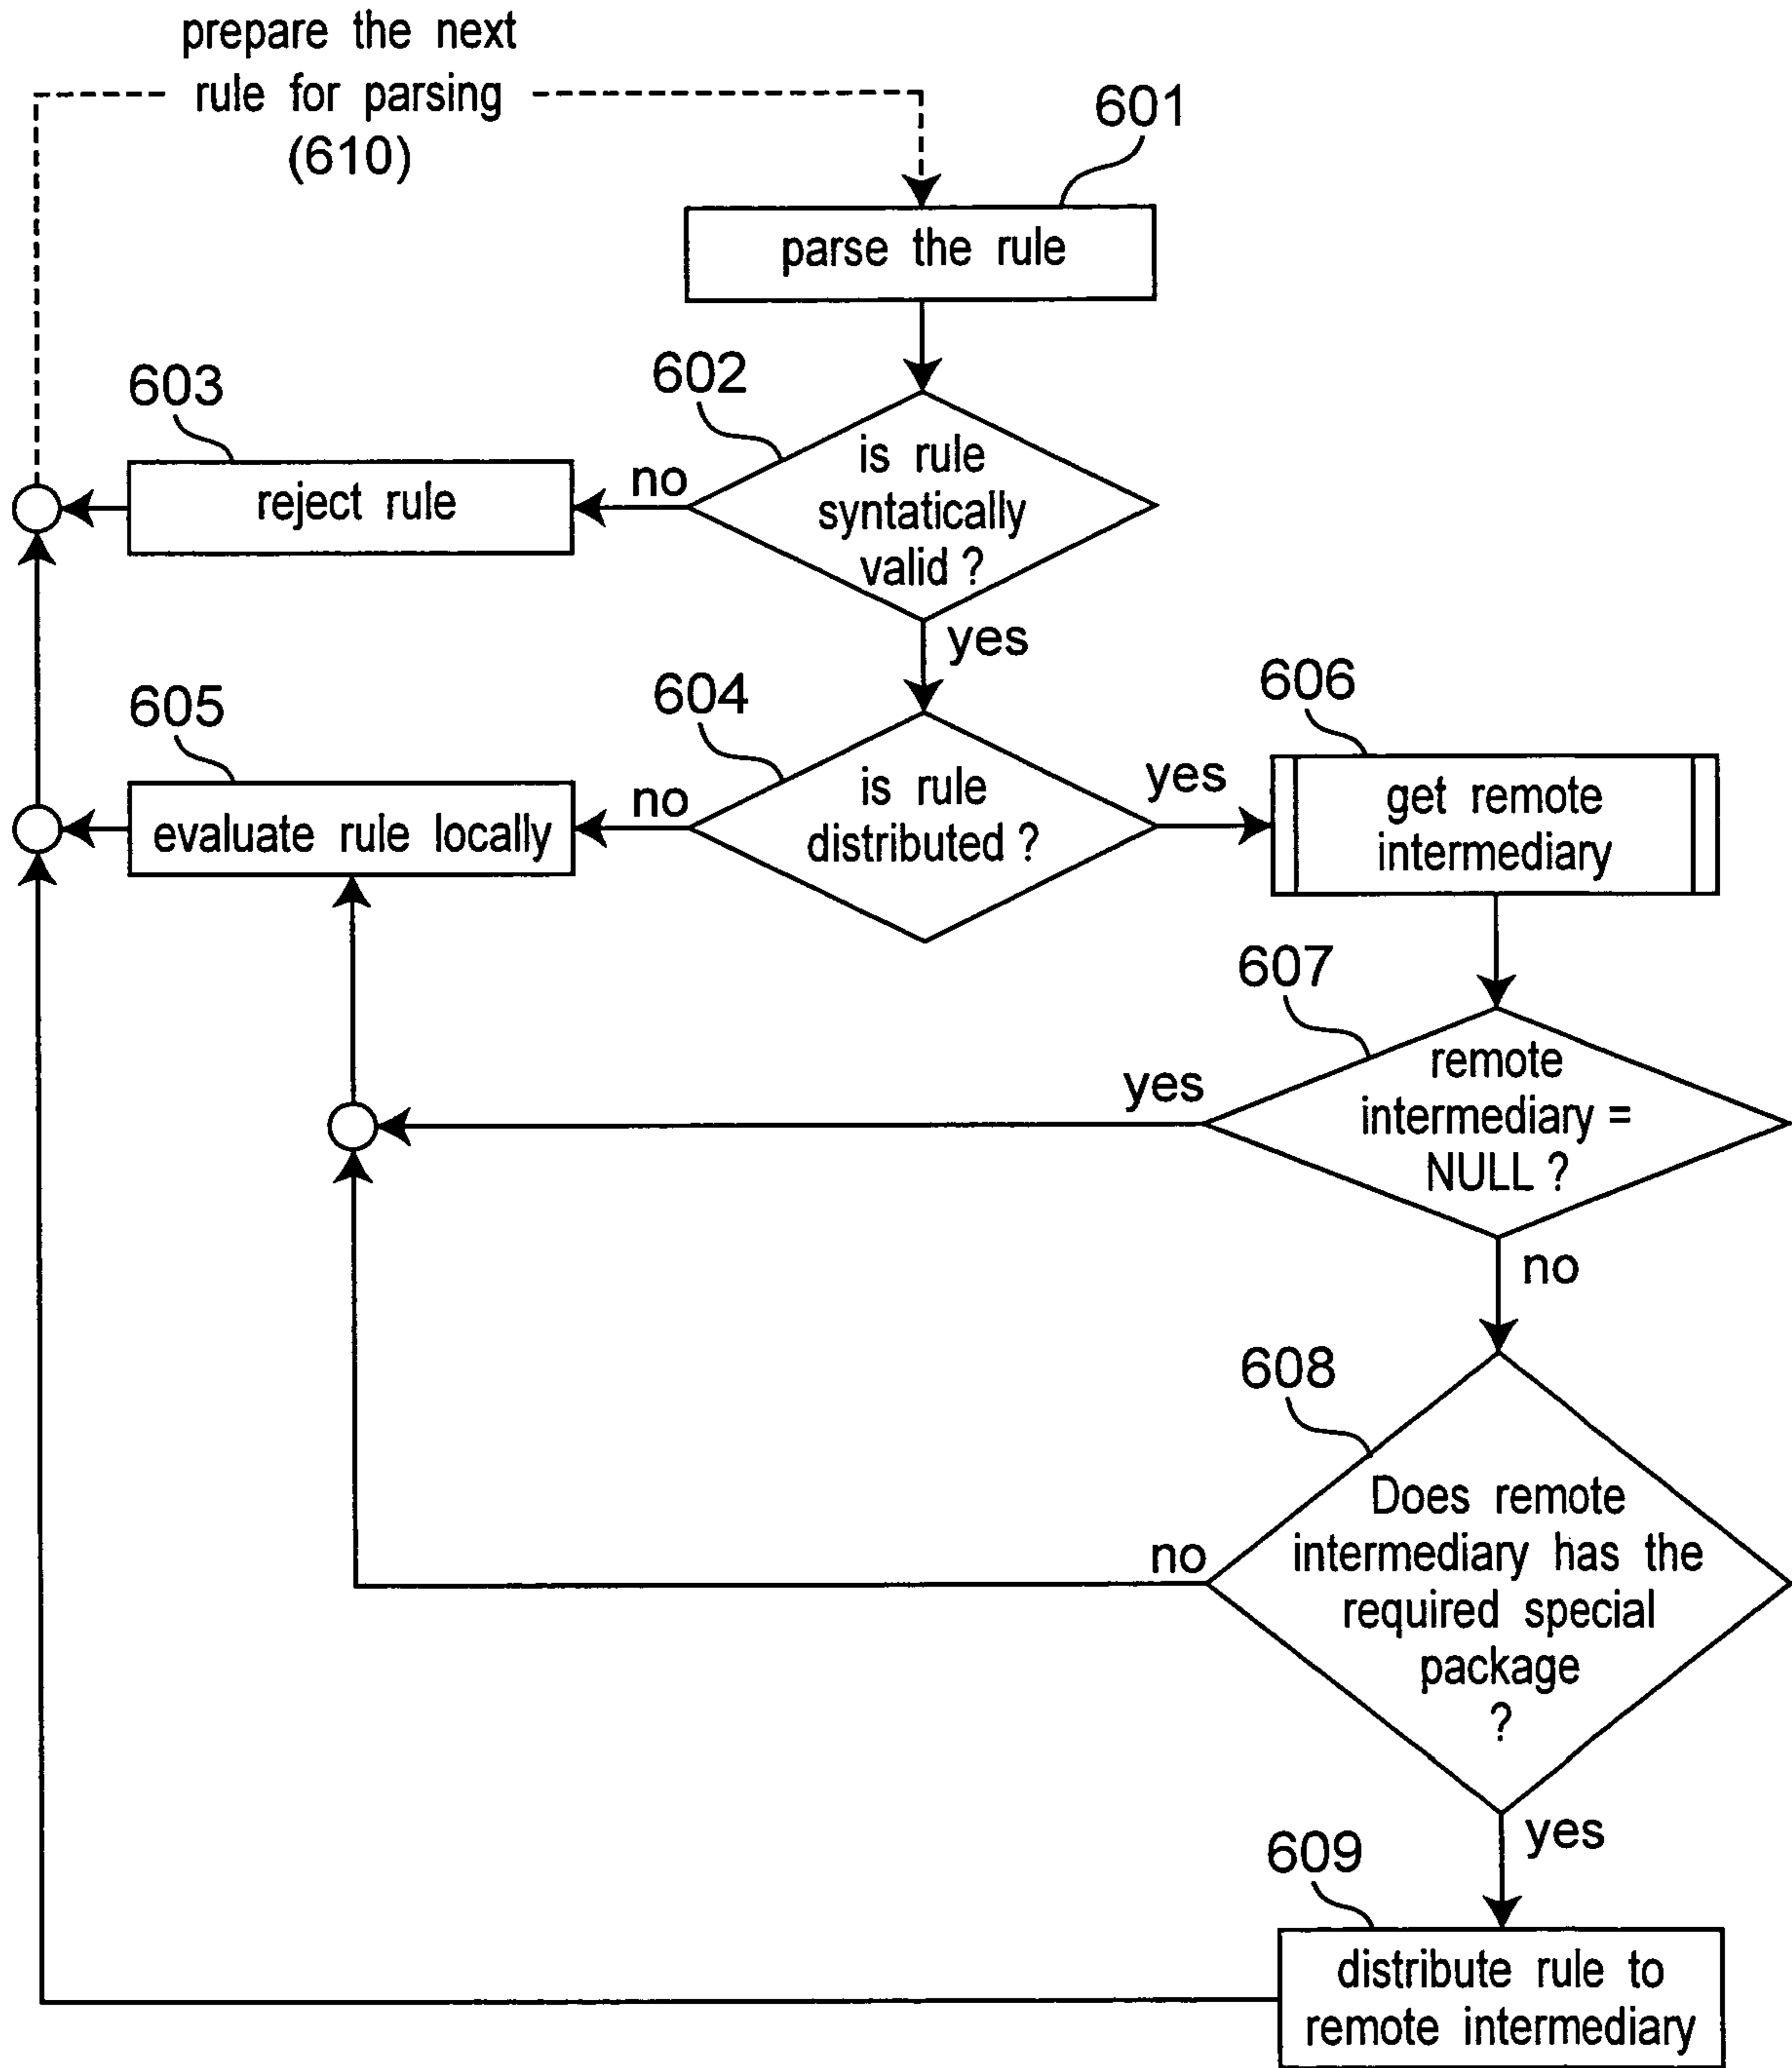 prepare the next
rule for parsing
(610)
601
parse the rule
603
602
is rule
syntatically
valid ?
no
reject rule
yes
605
604
606
is rule
distributed ?
no
yes
evaluate rule locally
get remote
intermediary
607
remote
intermediary =
NULL ?
yes
no
608
Does remote
intermediary has the
required special
package
?
no
yes
609
distribute rule to
remote intermediary